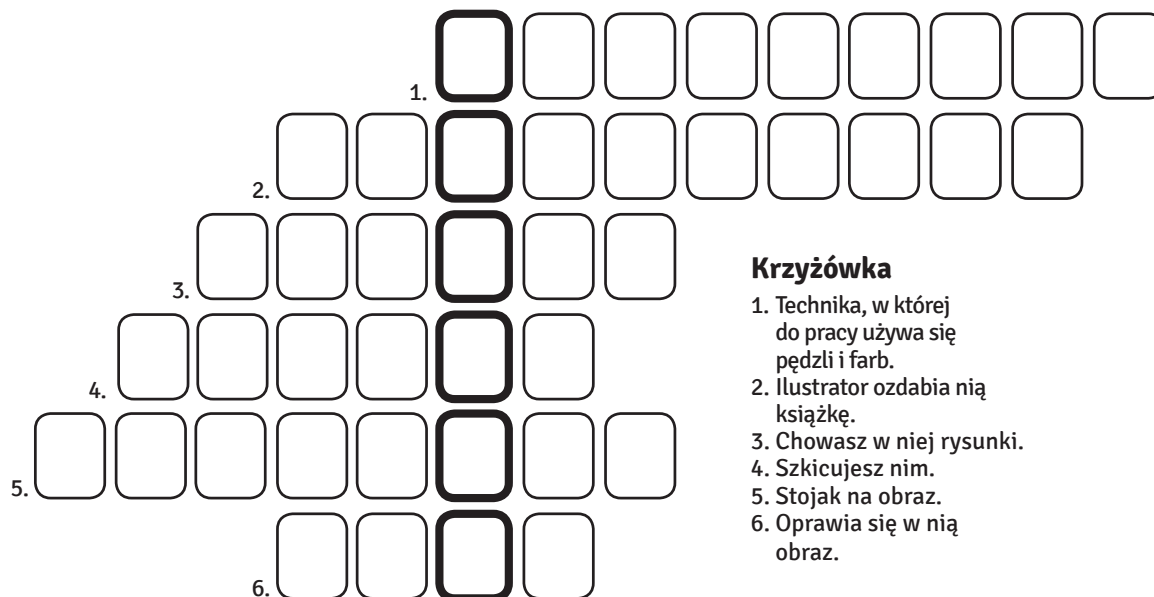 1.
2.
3.
4.
5.
6.
Krzyżówka
1. Technika, w której
do pracy używa się
pędzli i farb.
2. Ilustrator ozdabia nią
książkę.
3. Chowasz w niej rysunki.
4. Szkicujesz nim.
5. Stojak na obraz.
6. Oprawia się w nią
obraz.